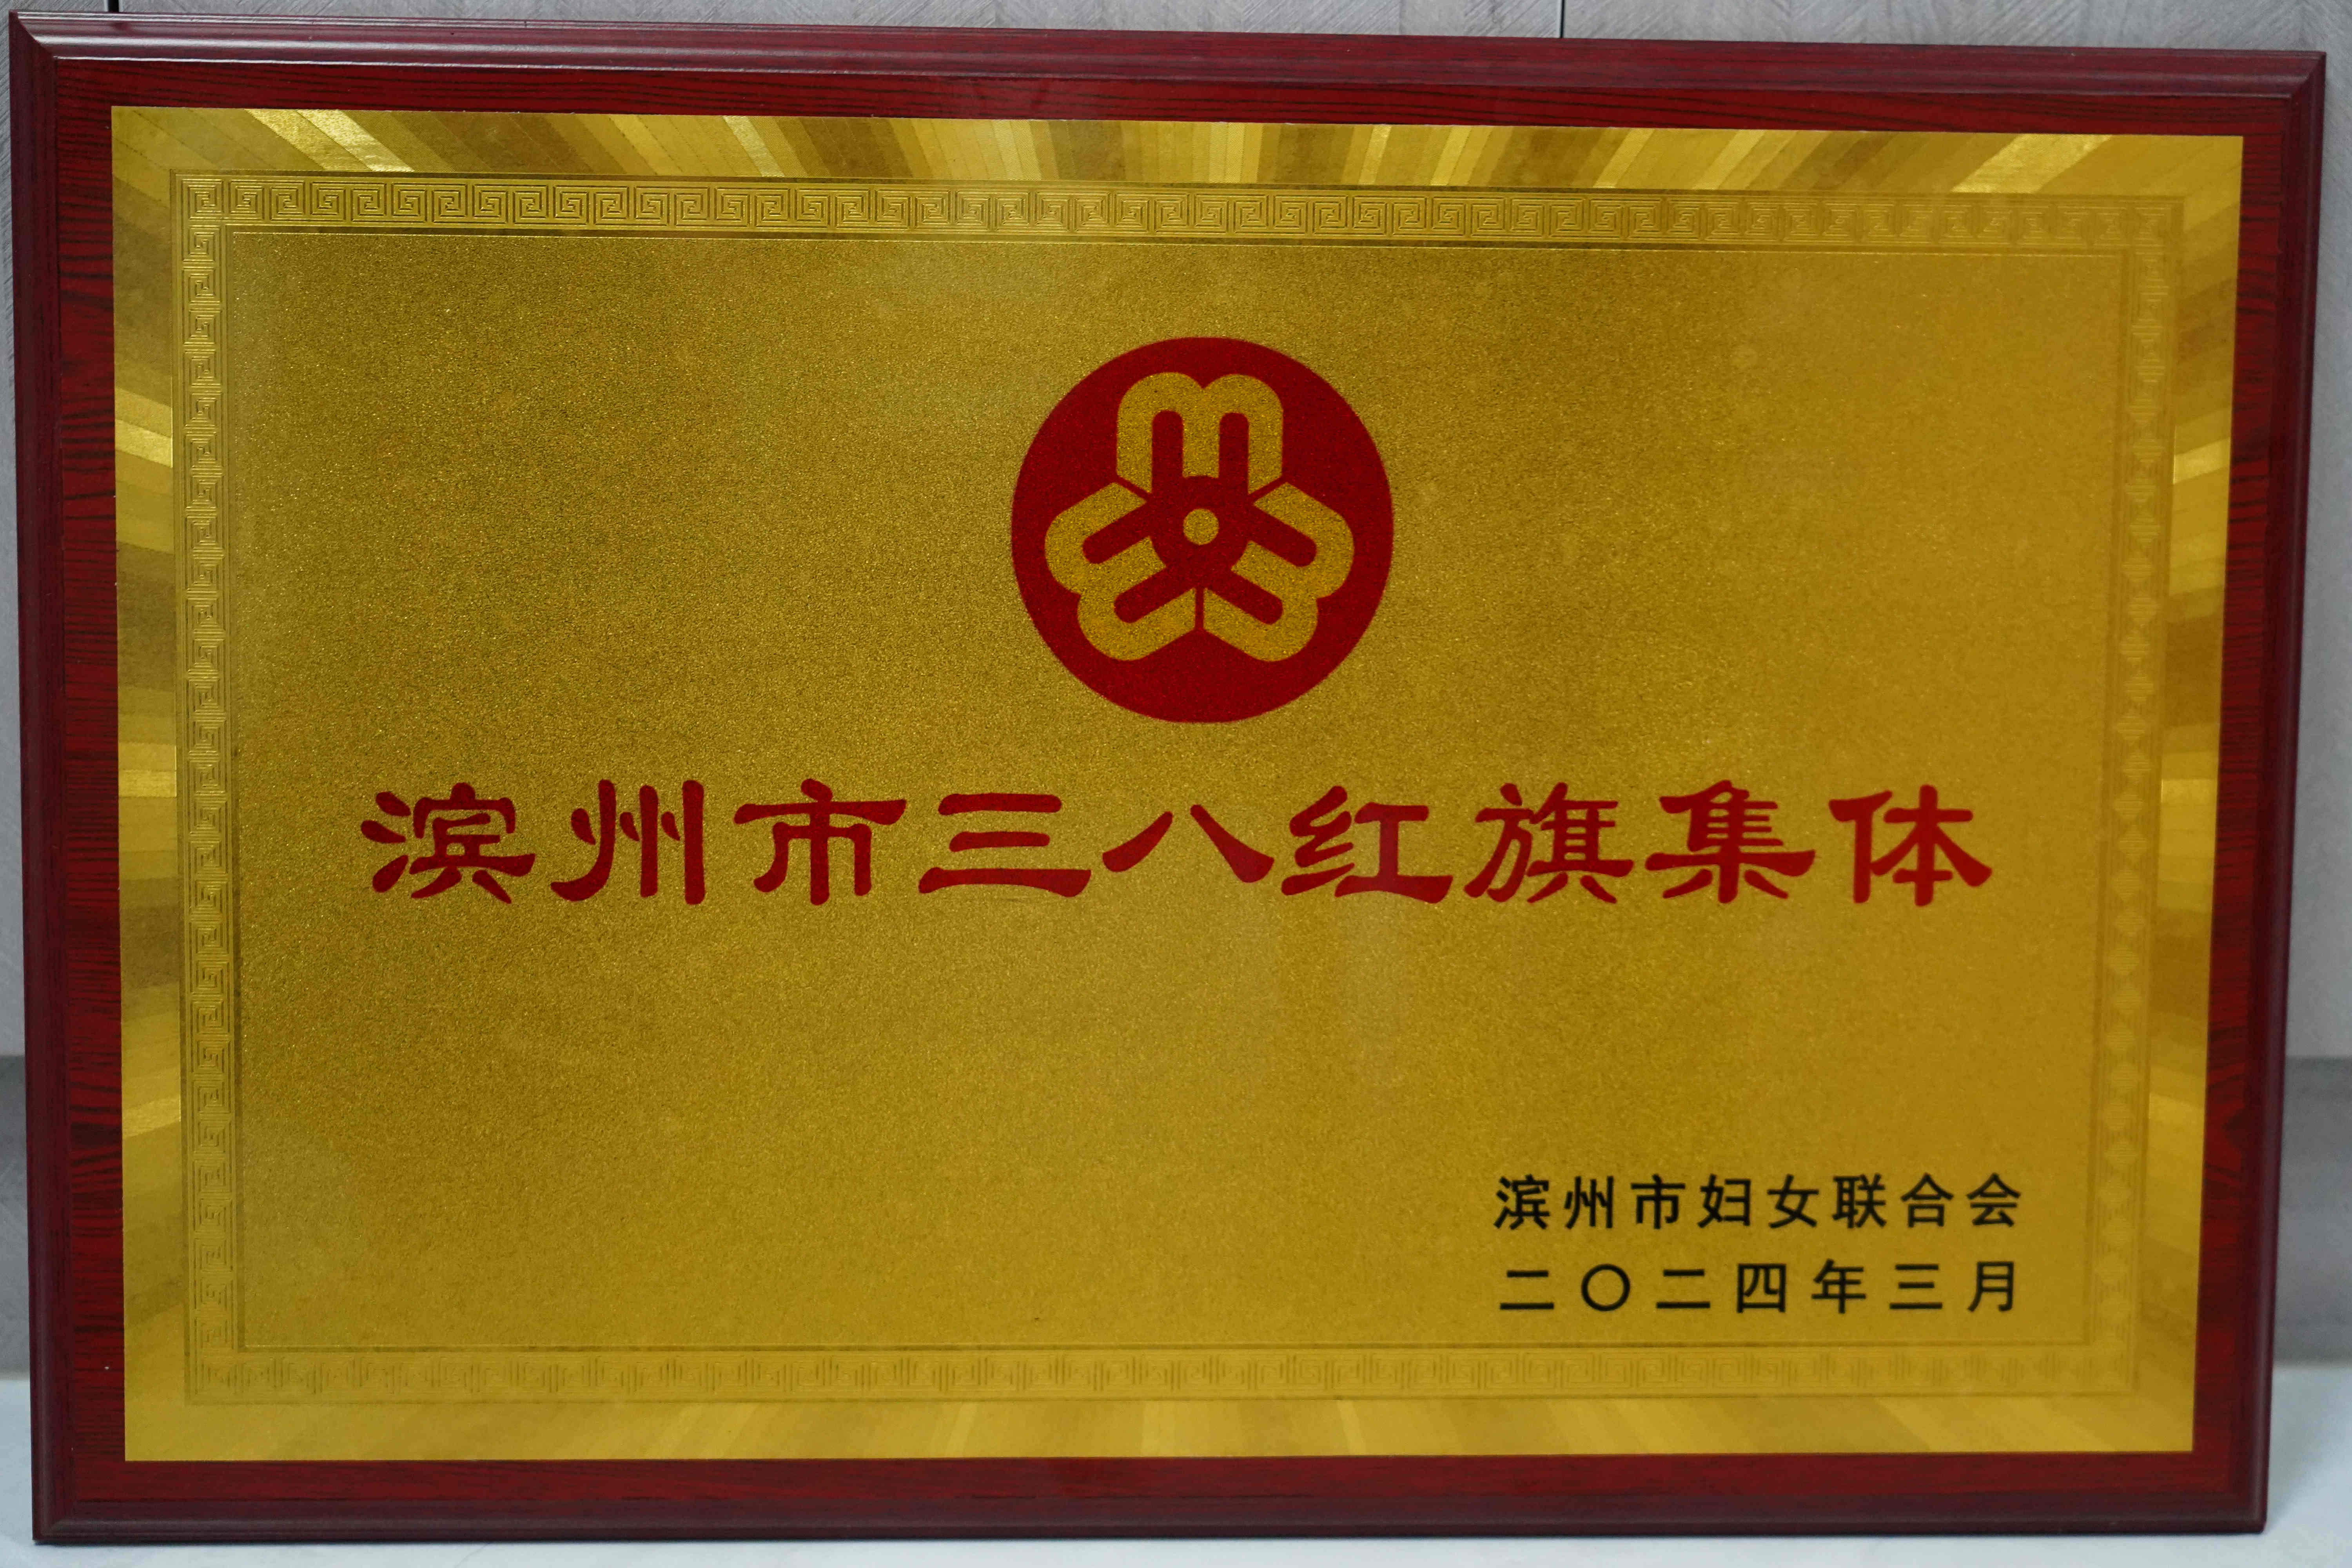 滨州市三八红旗集体
滨州市妇女联合会
二〇二四年三月